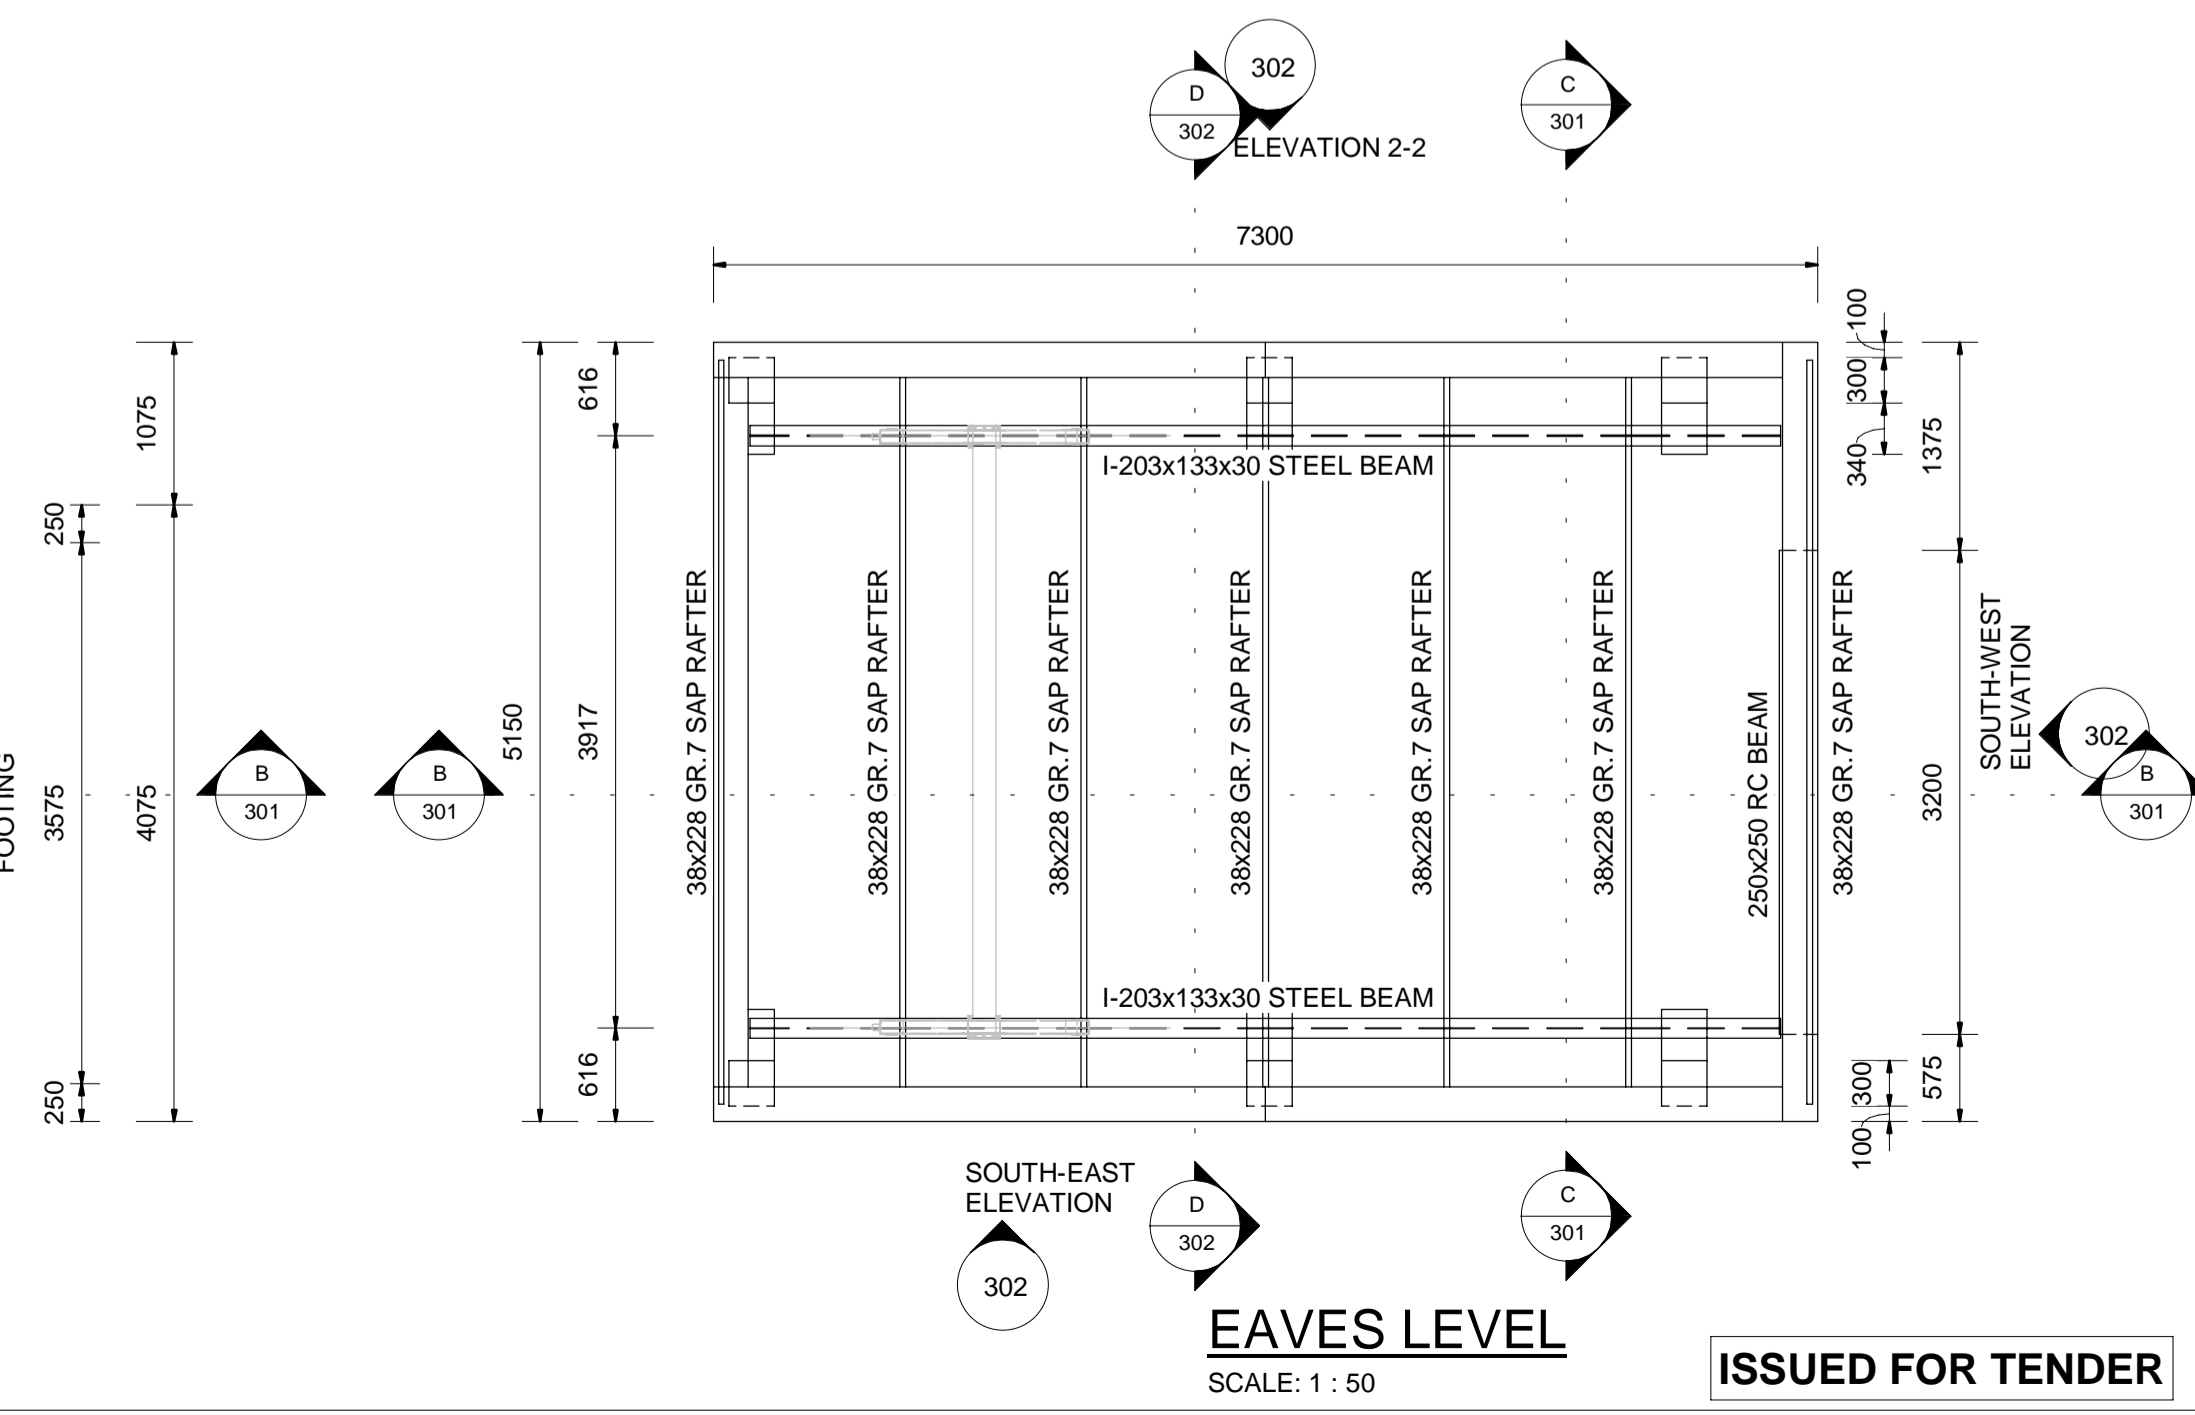 302
D
302
ELEVATION 2-2
C
301
7300
100
300
340
1375
616
1075
250
I-203x133x30 STEEL BEAM
38x228 GR.7 SAP RAFTER
38x228 GR.7 SAP RAFTER
38x228 GR.7 SAP RAFTER
38x228 GR.7 SAP RAFTER
38x228 GR.7 SAP RAFTER
38x228 GR.7 SAP RAFTER
250x250 RC BEAM
38x228 GR.7 SAP RAFTER
SOUTH-WEST
ELEVATION
302
B
301
FOOTING
3575
4075
B
301
B
301
5150
3917
3200
I-203x133x30 STEEL BEAM
250
616
300
100
575
SOUTH-EAST
ELEVATION
302
D
302
C
301
EAVES LEVEL
SCALE: 1 : 50
ISSUED FOR TENDER